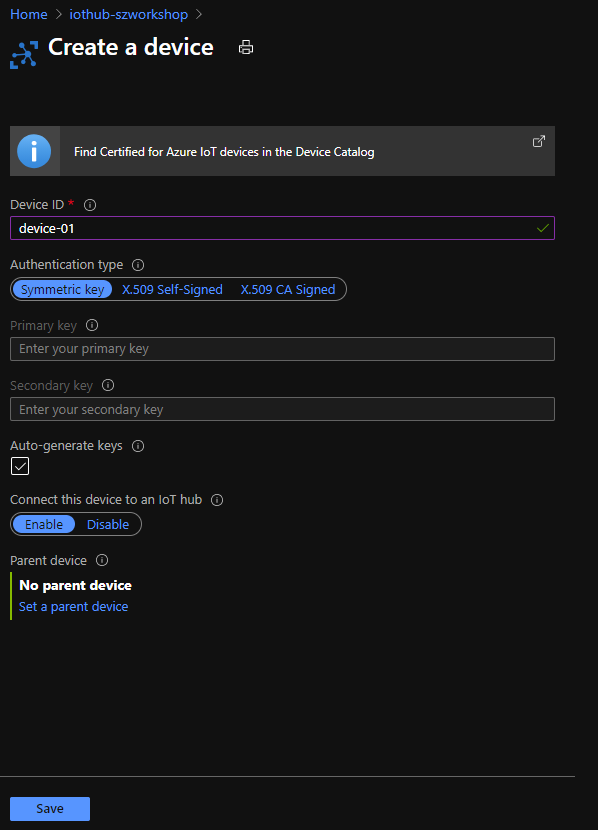 Home > iothub-szworkshop >
Create a device
Find Certified for Azure IoT devices in the Device Catalog
Device ID *
device-01
Authentication type
Symmetric key X.509 Self-Signed X.509 CA Signed
Primary key
Enter your primary key
Secondary key
Enter your secondary key
Auto-generate keys
Connect this device to an IoT hub
Enable Disable
Parent device
No parent device
Set a parent device
Save